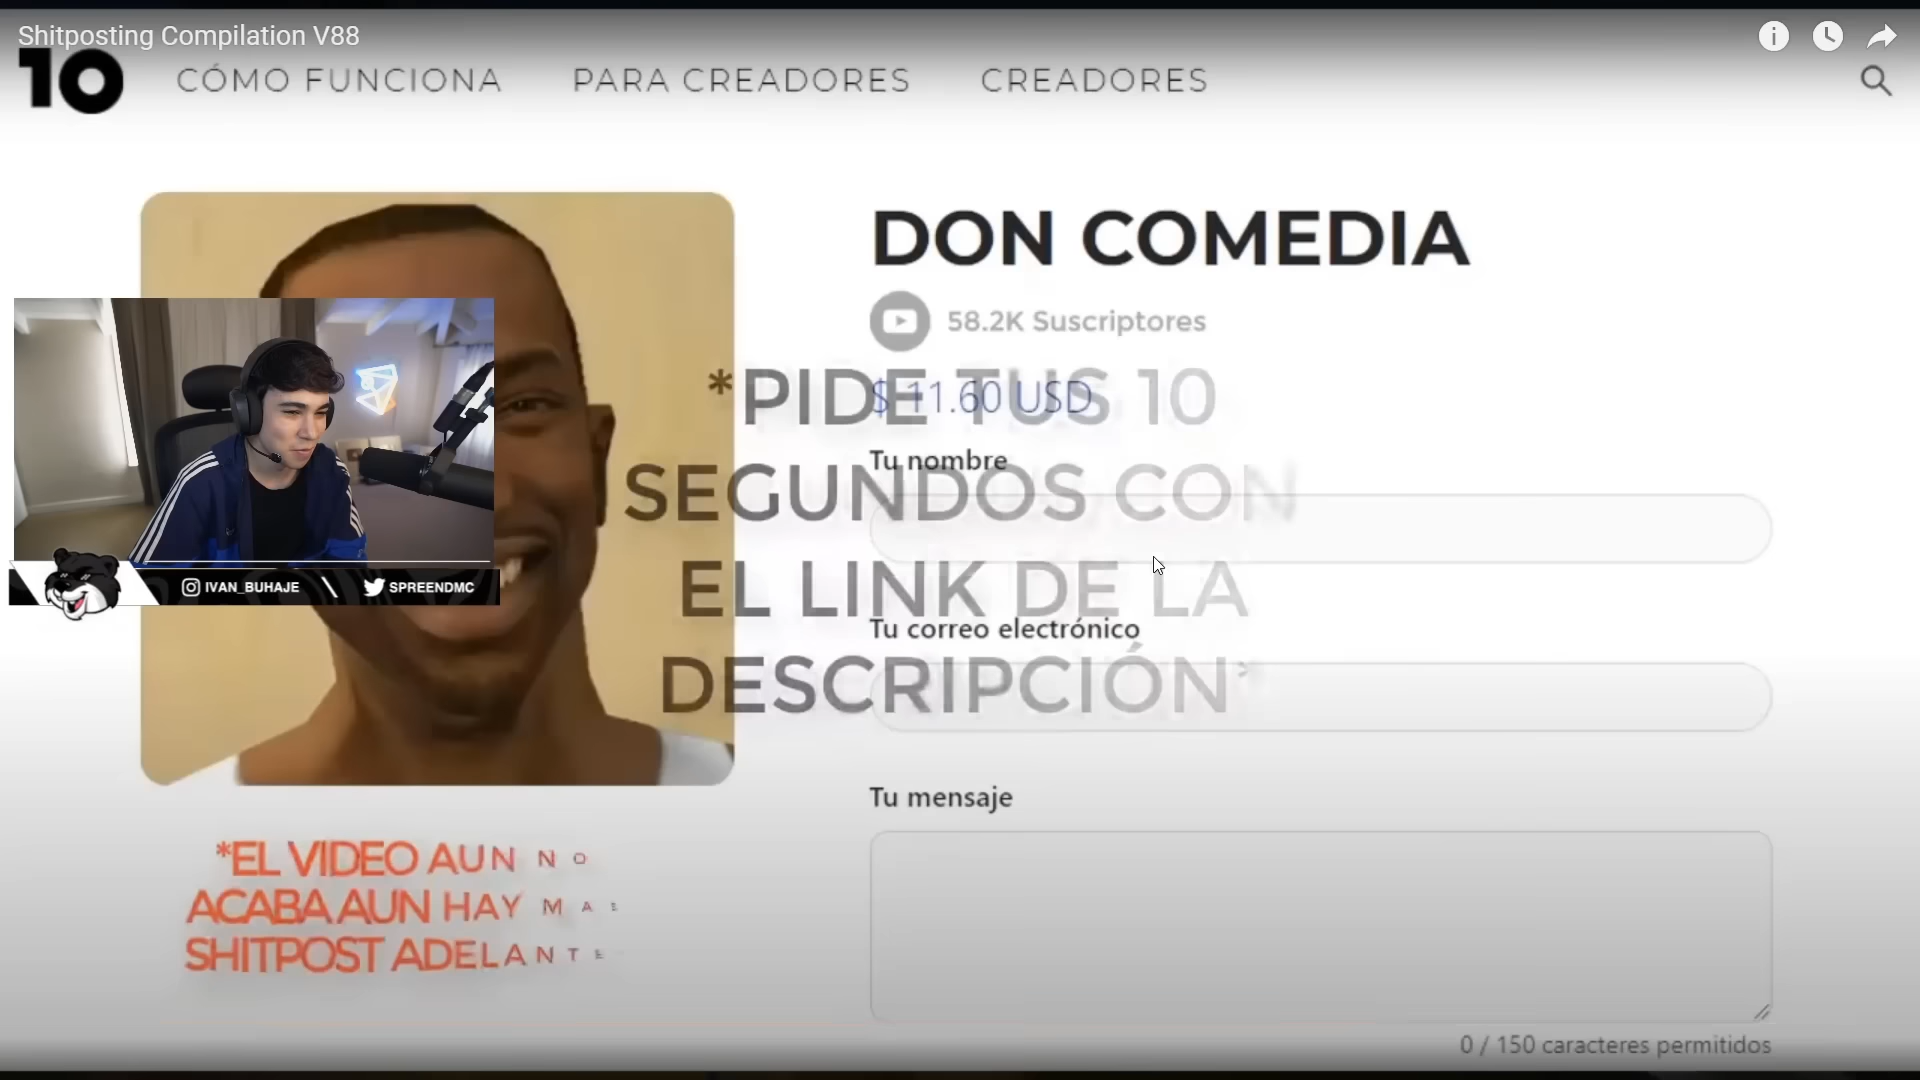 Shitposting Compilation V88
10 CÓMO FUNCIONA PARA CREADORES CREADORES
DON COMEDIA
58.2K Suscriptores
$ 11.60 USD
*PIDE TUS 10
SEGUNDOS CON
EL LINK DE LA
DESCRIPCIÓN*
Tu nombre
Tu correo electrónico
Tu mensaje
0 / 150 caracteres permitidos
IVAN_BUHAJE \ SPREENDMC
*EL VIDEO AUN NO
ACABA AUN HAY MAS
SHITPOST ADELANTE